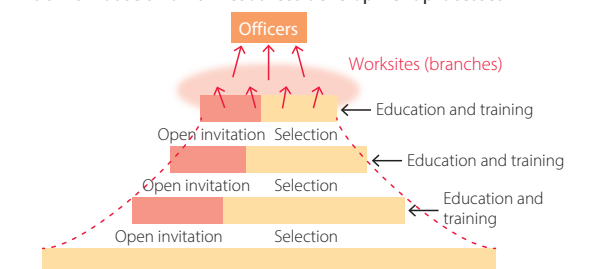 Officers
Worksites (branches)
Education and training
Open invitation Selection
Education and training
Open invitation Selection
Education and
training
Open invitation Selection